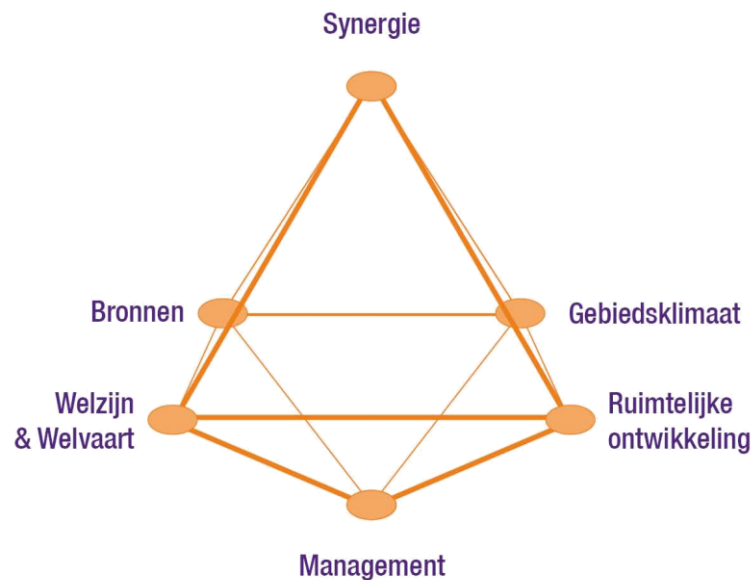 Synergie
Bronnen
Gebiedsklimaat
Welzijn
& Welvaart
Ruimtelijke
ontwikkeling
Management